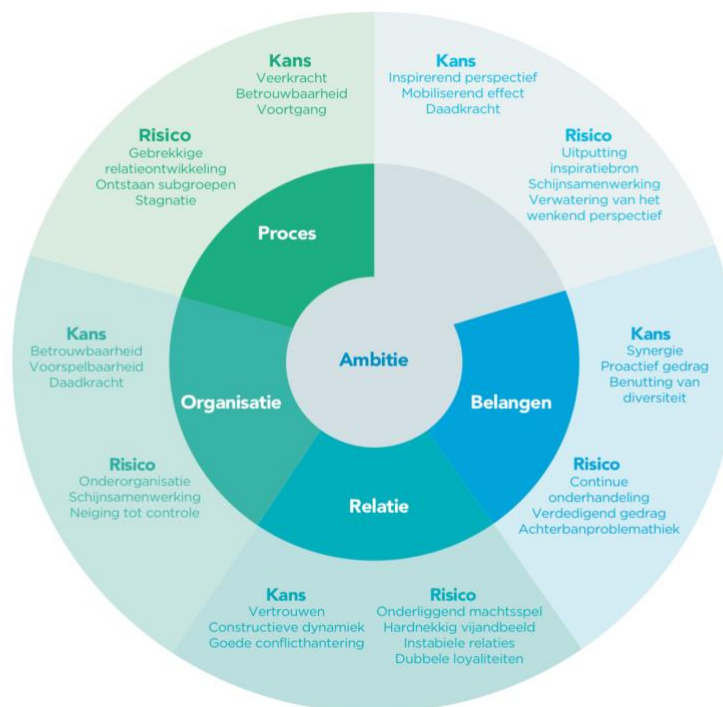 Kans
Veerkracht
Betrouwbaarheid
Voortgang
Risico
Gebrekkige
relatieontwikkeling
Ontstaan subgroepen
Stagnatie
Proces
Kans
Inspirerend perspectief
Mobiliserend effect
Daadkracht
Risico
Uitputting
inspiratiebron
Schijnsamenwerking
Verwatering van het
wenkend perspectief
Ambitie
Kans
Synergie
Proactief gedrag
Benutting van
diversiteit
Risico
Continue
onderhandeling
Verdedigend gedrag
Achterbanproblemathiek
Belangen
Relatie
Kans
Vertrouwen
Constructieve dynamiek
Goede conflicthantering
Risico
Onderliggend machtsspel
Hardnekkig vijandbeeld
Instabiele relaties
Dubbele loyaliteiten
Organisatie
Kans
Betrouwbaarheid
Voorspelbaarheid
Daadkracht
Risico
Onderorganisatie
Schijnsamenwerking
Neiging tot controle